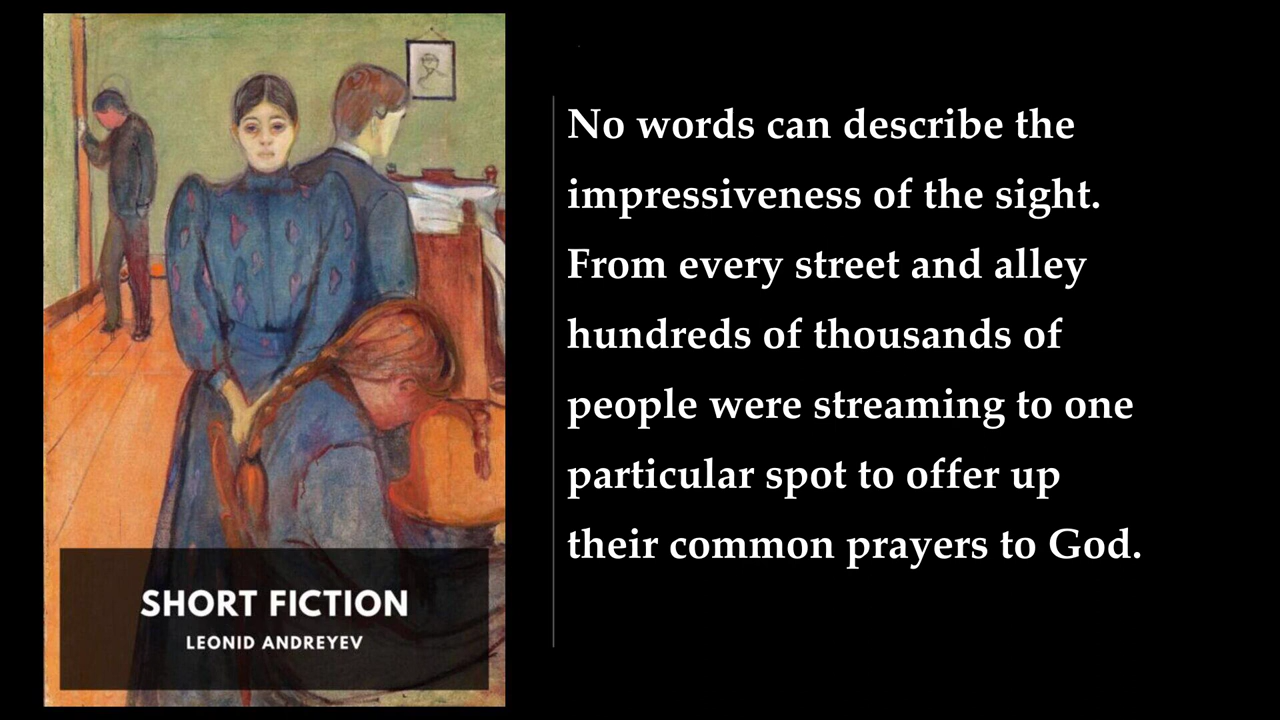 SHORT FICTION
LEONID ANDREYEV
No words can describe the
impressiveness of the sight.
From every street and alley
hundreds of thousands of
people were streaming to one
particular spot to offer up
their common prayers to God.